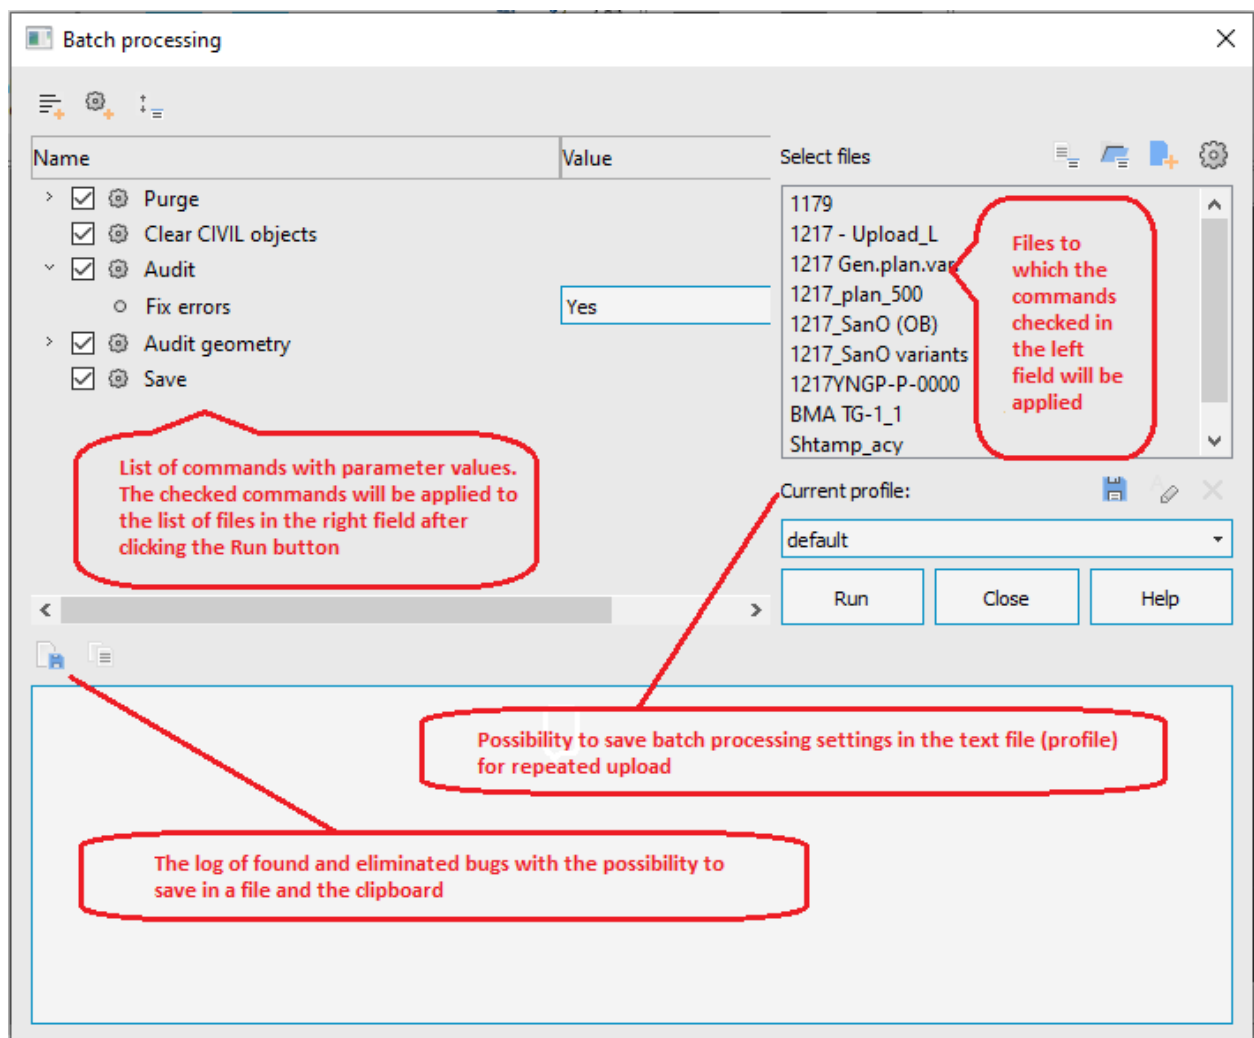 Batch processing
Name
Value
Select files
Purge
Clear CIVIL objects
Audit
Fix errors
Yes
Audit geometry
Save
1179
1217 - Upload_L
1217 Gen.plan.var
1217_plan_500
1217_SanO (OB)
1217_SanO variants
1217YNGP-P-0000
BMA TG-1_1
Shtamp_acy
Files to
which the
commands
checked in
the left
field will be
applied
List of commands with parameter values.
The checked commands will be applied to
the list of files in the right field after
clicking the Run button
Current profile:
default
Run
Close
Help
Possibility to save batch processing settings in the text file (profile)
for repeated upload
The log of found and eliminated bugs with the possibility to
save in a file and the clipboard